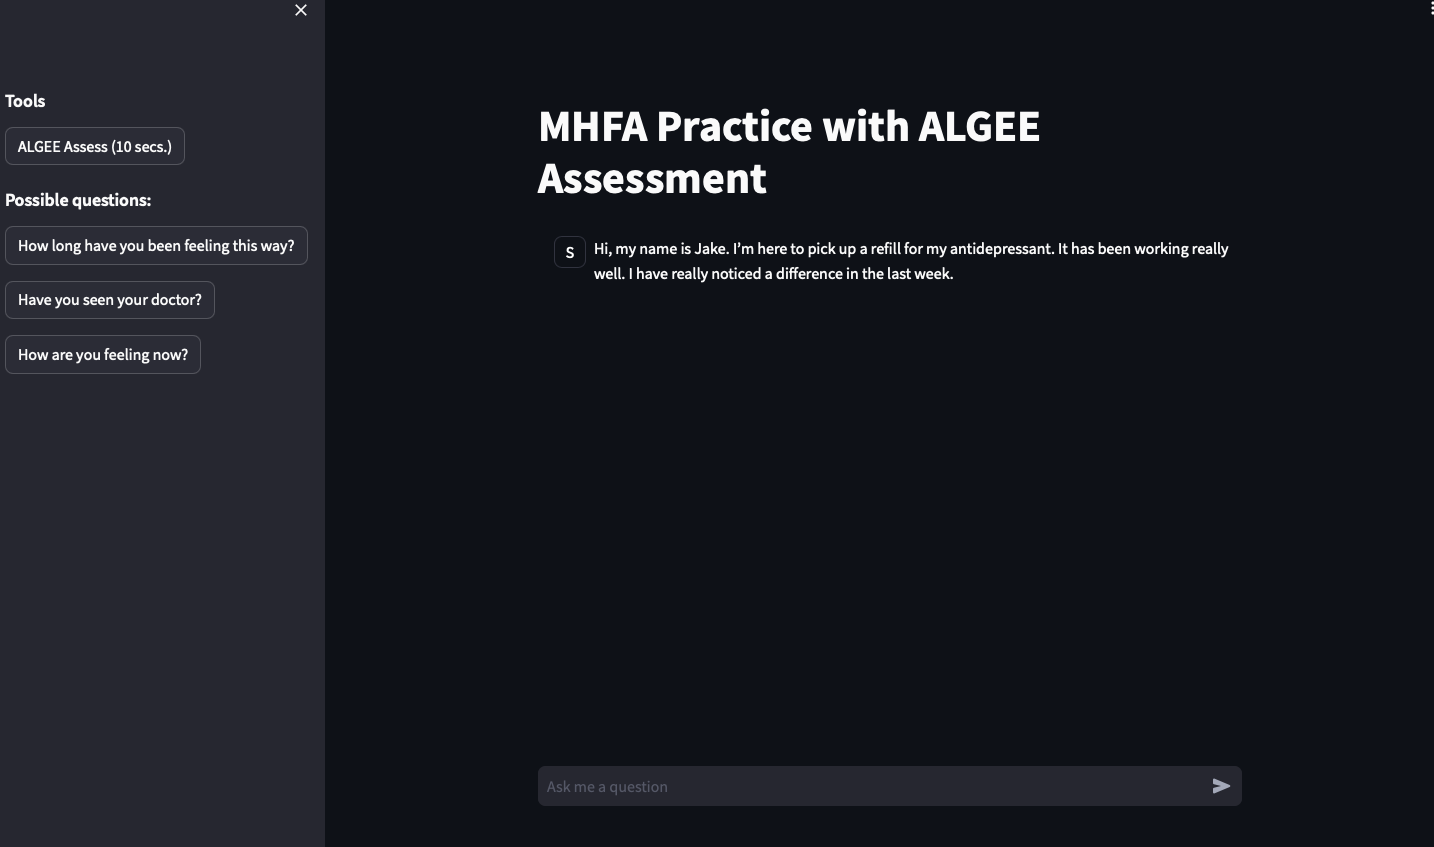 Tools
ALGEE Assess (10 secs.)
Possible questions:
How long have you been feeling this way?
Have you seen your doctor?
How are you feeling now?
MHFA Practice with ALGEE
Assessment
S
Hi, my name is Jake. I’m here to pick up a refill for my antidepressant. It has been working really
well. I have really noticed a difference in the last week.
Ask me a question